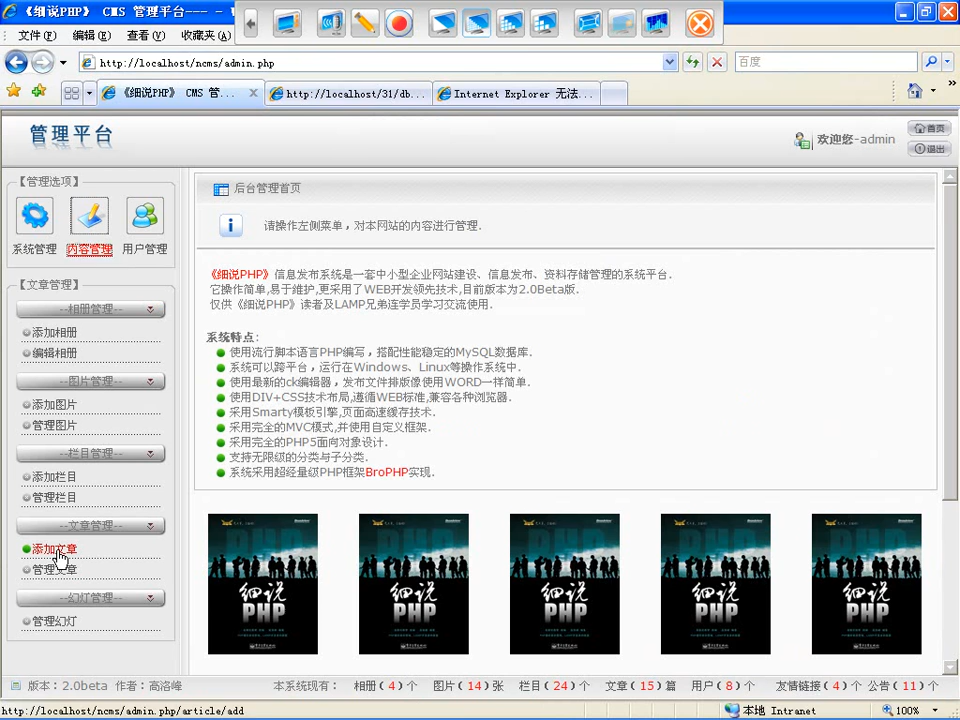 《细说PHP》 CMS 管理平台---
文件(F) 编辑(E) 查看(V) 收藏夹(A)
http://localhost/ncms/admin.php
百度
《细说PHP》 CMS 管...
http://localhost/31/db...
Internet Explorer 无法...
管理平台
欢迎您-admin
首页
退出
【管理选项】
系统管理 内容管理 用户管理
【文章管理】
--相册管理--
添加相册
编辑相册
--图片管理--
添加图片
管理图片
--栏目管理--
添加栏目
管理栏目
--文章管理--
添加文章
管理文章
--幻灯管理--
管理幻灯
后台管理首页
请操作左侧菜单，对本网站的内容进行管理.
《细说PHP》信息发布系统是一套中小型企业网站建设、信息发布、资料存储管理的系统平台.
它操作简单,易于维护,更采用了WEB开发领先技术,目前版本为2.0Beta版.
仅供《细说PHP》读者及LAMP兄弟连学员学习交流使用.
系统特点:
使用流行脚本语言PHP编写，搭配性能稳定的MySQL数据库.
系统可以跨平台，运行在Windows、Linux等操作系统中.
使用最新的ck编辑器，发布文件排版像使用WORD一样简单.
使用DIV+CSS技术布局,遵循WEB标准,兼容各种浏览器.
采用Smarty模板引擎,页面高速缓存技术.
采用完全的MVC模式,并使用自定义框架.
采用完全的PHP5面向对象设计.
支持无限级的分类与子分类.
系统采用超经量级PHP框架BroPHP实现.
细说 PHP
细说 PHP
细说 PHP
细说 PHP
细说 PHP
版本：2.0beta 作者：高洛峰
本系统现有： 相册(4)个 图片(14)张 栏目(24)个 文章(15)篇 用户(8)个 友情链接(4)个 公告(11)个
http://localhost/ncms/admin.php/article/add
本地 Intranet
100%